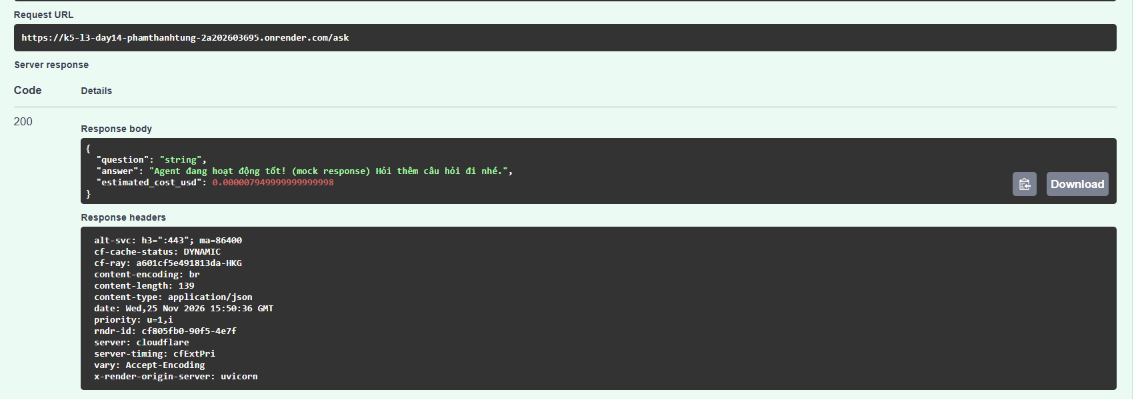 Request URL
https://k5-l3-day14-phamthanhtung-2a202603695.onrender.com/ask
Server response
Code Details
200
Response body
{
"question": "string",
"answer": "Agent đang hoạt động tốt! (mock response) Hỏi thêm câu hỏi đi nhé.",
"estimated_cost_usd": 0.000007949999999999998
}
Download
Response headers
alt-svc: h3=":443"; ma=86400
cf-cache-status: DYNAMIC
cf-ray: a601cf5e491813da-HKG
content-encoding: br
content-length: 139
content-type: application/json
date: Wed,25 Nov 2026 15:50:36 GMT
priority: u=1,i
rndr-id: cf805fb0-90f5-4e7f
server: cloudflare
server-timing: cfExtPri
vary: Accept-Encoding
x-render-origin-server: uvicorn